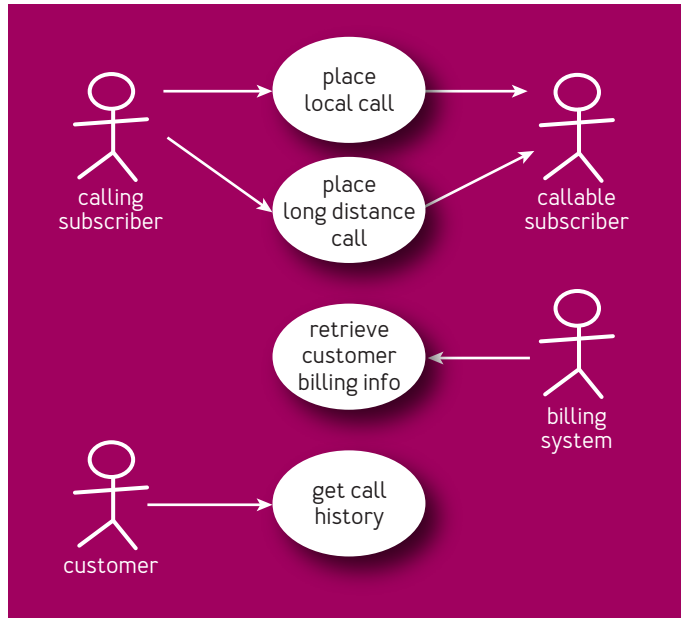 place
local call
calling
subscriber
place
long distance
call
callable
subscriber
retrieve
customer
billing info
billing
system
get call
history
customer